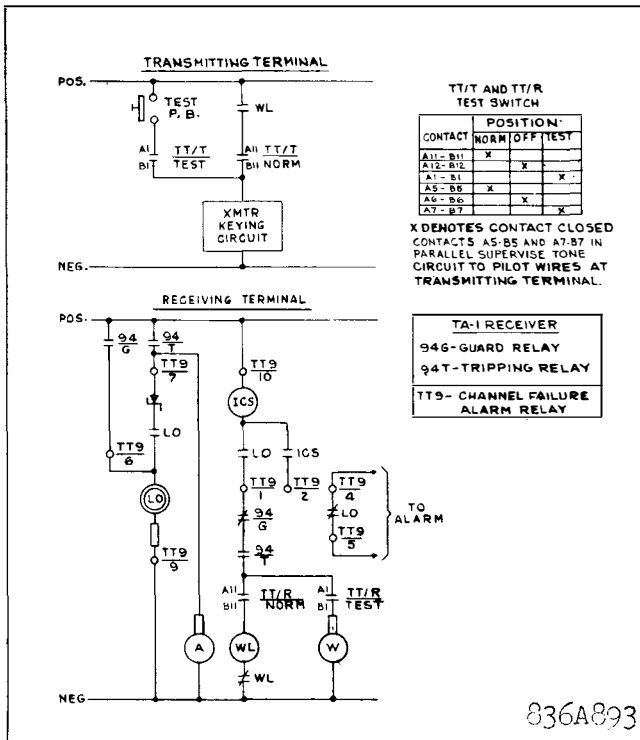 TRANSMITTING TERMINAL
POS.
TEST
P. B.
WL
A1
B1
TT/T
TEST
A11
B11
TT/T
NORM
XMTR
KEYING
CIRCUIT
NEG.
TT/T AND TT/R
TEST SWITCH
CONTACT
POSITION
NORM OFF TEST
A11 - B11 X
A12 - B12 X
A1 - B1 X
A5 - B5 X
A6 - B6 X
A7 - B7 X
X DENOTES CONTACT CLOSED
CONTACTS A5-B5 AND A7-B7 IN
PARALLEL SUPERVISE TONE
CIRCUIT TO PILOT WIRES AT
TRANSMITTING TERMINAL.
RECEIVING TERMINAL
POS.
94
G
94
T
TT9
7
TT9
10
ICS
LO
LO
ICS
TT9
6
TT9
1
TT9
2
TT9
4
LO
94
G
LO
TT9
5
TO
ALARM
TT9
9
94
T
A11
B11
TT/R
NORM
A1
B1
TT/R
TEST
A
WL
W
WL
NEG
TA-1 RECEIVER
94G-GUARD RELAY
94T-TRIPPING RELAY
TT9- CHANNEL FAILURE
ALARM RELAY
836A893